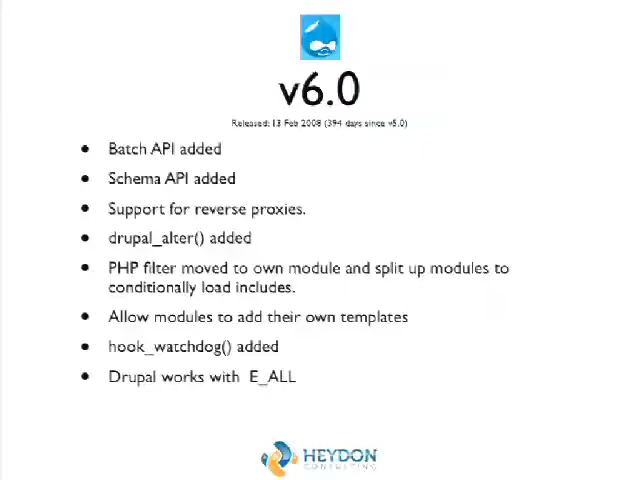 v6.0
Released: 13 Feb 2008 (394 days since v5.0)
• Batch API added
• Schema API added
• Support for reverse proxies.
• drupal_alter() added
• PHP filter moved to own module and split up modules to
conditionally load includes.
• Allow modules to add their own templates
• hook_watchdog() added
• Drupal works with E_ALL
HEYDON
CONSULTING